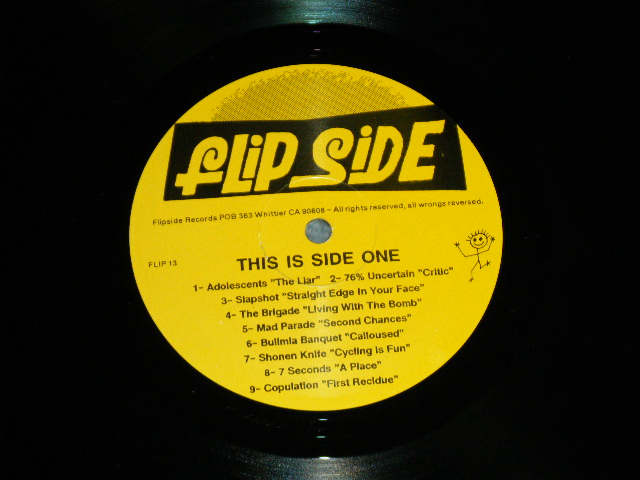 FLiP SiDE
Flipside Records POB 363 Whittier CA 90608 - All rights reserved, all wrongs reversed.
FLIP 13
THIS IS SIDE ONE
1- Adolescents "The Liar" 2- 76% Uncertain "Critic"
3- Slapshot "Straight Edge in Your Face"
4- The Brigade "Living With The Bomb"
5- Mad Parade "Second Chances"
6- Bulimia Banquet "Calloused"
7- Shonen Knife "Cycling is Fun"
8- 7 Seconds "A Place"
9- Copulation "First Recidue"